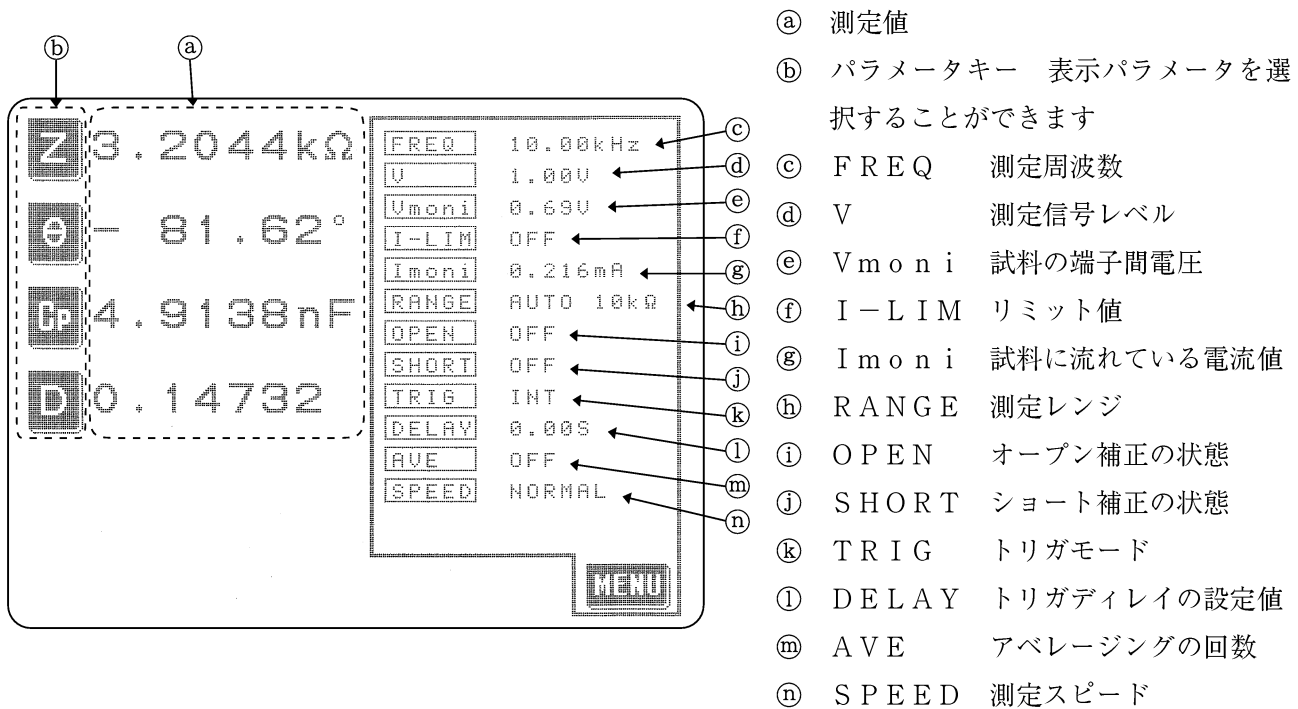 ⓑ ⓐ
Z 3.2044kΩ
θ - 81.62°
Cp 4.9138nF
D 0.14732
FREQ 10.00kHz ⓒ
V 1.00V ⓓ
Vmoni 0.69V ⓔ
I-LIM OFF ⓕ
Imoni 0.216mA ⓖ
RANGE AUTO 10kΩ ⓗ
OPEN OFF ⓘ
SHORT OFF ⓙ
TRIG INT ⓚ
DELAY 0.00S ⓛ
AVE OFF ⓜ
SPEED NORMAL ⓝ
MENU
ⓐ 測定値
ⓑ パラメータキー　表示パラメータを選
択することができます
ⓒ ＦＲＥＱ 測定周波数
ⓓ Ｖ 測定信号レベル
ⓔ Ｖｍｏｎｉ 試料の端子間電圧
ⓕ Ｉ－ＬＩＭ リミット値
ⓖ Ｉｍｏｎｉ 試料に流れている電流値
ⓗ ＲＡＮＧＥ 測定レンジ
ⓘ ＯＰＥＮ オープン補正の状態
ⓙ ＳＨＯＲＴ ショート補正の状態
ⓚ ＴＲＩＧ トリガモード
ⓛ ＤＥＬＡＹ トリガディレイの設定値
ⓜ ＡＶＥ アベレージングの回数
ⓝ ＳＰＥＥＤ 測定スピード